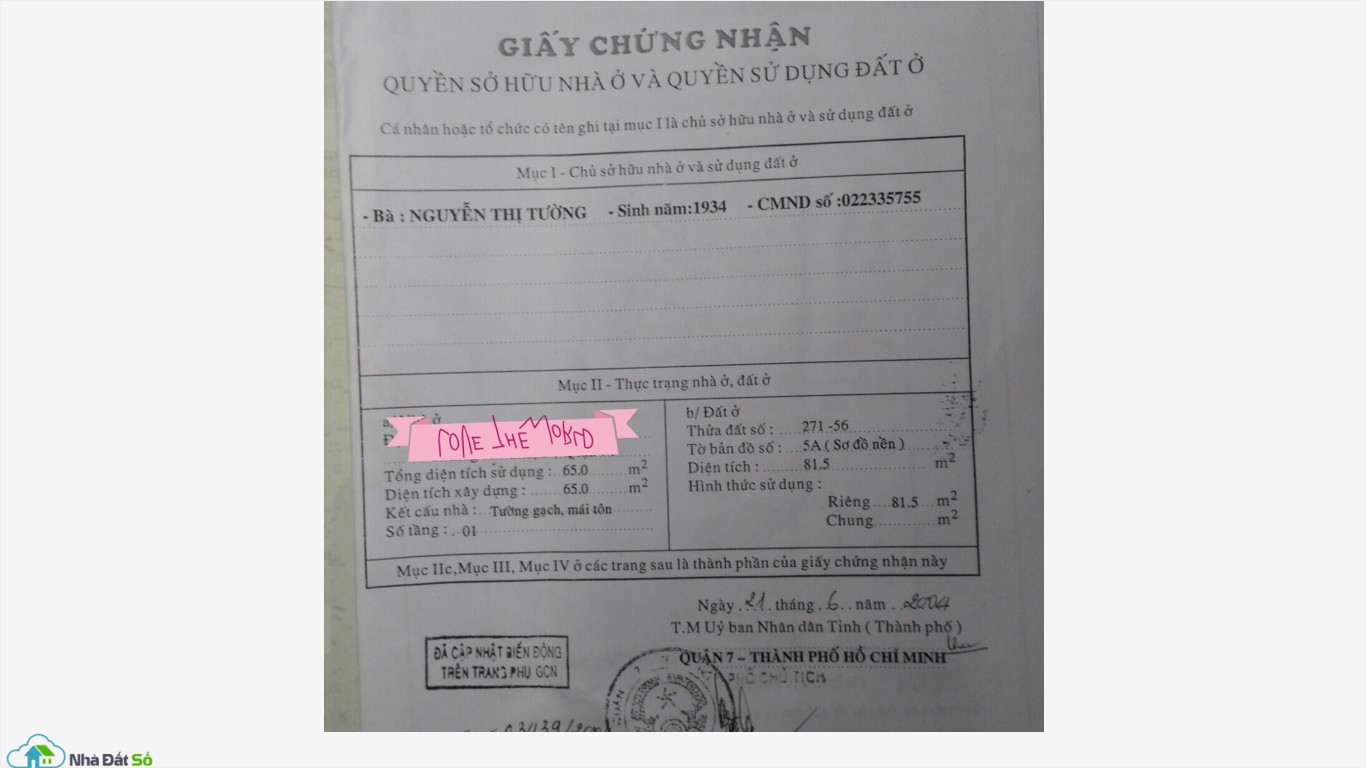 GIẤY CHỨNG NHẬN
QUYỀN SỞ HỮU NHÀ Ở VÀ QUYỀN SỬ DỤNG ĐẤT Ở
Cá nhân hoặc tổ chức có tên ghi tại mục I là chủ sở hữu nhà ở và sử dụng đất ở
Mục I - Chủ sở hữu nhà ở và sử dụng đất ở
- Bà : NGUYỄN THỊ TƯỜNG - Sinh năm:1934 - CMND số :022335755
Mục II - Thực trạng nhà ở, đất ở
ở
LOVE THE WORLD
Tổng diện tích sử dụng : 65.0 m2
Diện tích xây dựng : 65.0 m2
Kết cấu nhà : Tường gạch, mái tôn
Số tầng : 01
b/ Đất ở
Thửa đất số : 271 -56
Tờ bản đồ số : 5A ( Sơ đồ nền )
Diện tích : 81.5 m2
Hình thức sử dụng :
Riêng 81.5 m2
Chung m2
Mục IIc,Mục III, Mục IV ở các trang sau là thành phần của giấy chứng nhận này
Ngày 21 tháng 6 năm 2004
T.M Uỷ ban Nhân dân Tỉnh ( Thành phố )
QUẬN 7 – THÀNH PHỐ HỒ CHÍ MINH
PHÓ CHỦ TỊCH
ĐÃ CẬP NHẬT BIẾN ĐỘNG
TRÊN TRANG PHỤ GCN
Nhà Đất Số